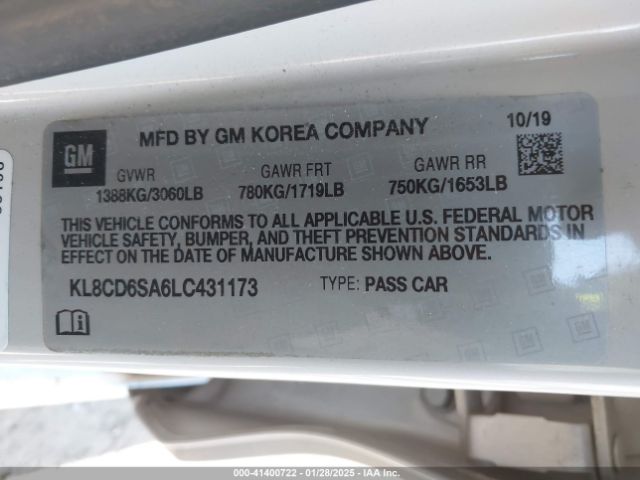 GM
MFD BY GM KOREA COMPANY
10/19
GVWR
GAWR FRT
GAWR RR
1388KG/3060LB
780KG/1719LB
750KG/1653LB
THIS VEHICLE CONFORMS TO ALL APPLICABLE U.S. FEDERAL MOTOR
VEHICLE SAFETY, BUMPER, AND THEFT PREVENTION STANDARDS IN
EFFECT ON THE DATE OF MANUFACTURE SHOWN ABOVE.
KL8CD6SA6LC431173
TYPE: PASS CAR
000-41400722 - 01/28/2025 - IAA Inc.